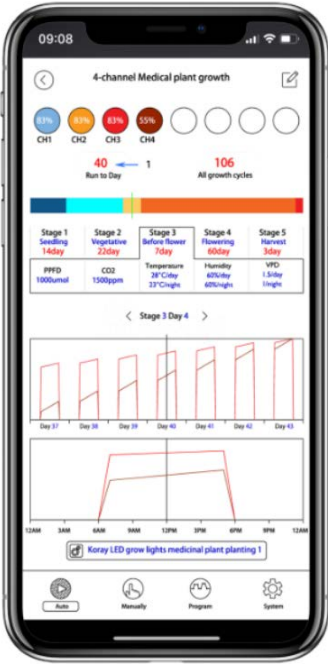 09:08
4-channel Medical plant growth
83% 83% 83% 55%
CH1 CH2 CH3 CH4
40 1 106
Run to Day All growth cycles
Stage 1 Stage 2 Stage 3 Stage 4 Stage 5
Seedling Vegetative Before flower Flowering Harvest
14day 22day 7day 60day 3day
PPFD CO2 Temperature Humidity VPD
1000umol 1500ppm 28°C/day 60%/day 1.5/day
22°C/night 60%/night 1/night
Stage 3 Day 4
Day 37 Day 38 Day 39 Day 40 Day 41 Day 42 Day 43
12AM 3AM 6AM 9AM 12PM 3PM 6PM 9PM 12AM
Koray LED grow lights medicinal plant planting 1
Auto Manually Program System